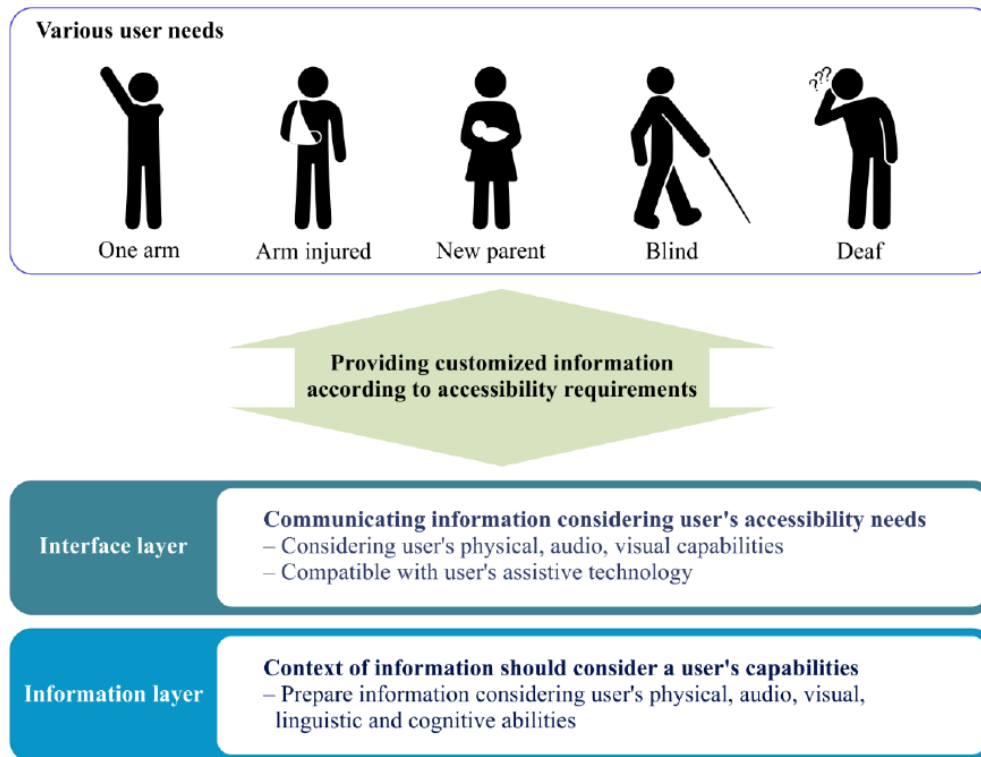 Various user needs
???
One arm
Arm injured
New parent
Blind
Deaf
Providing customized information
according to accessibility requirements
Interface layer
Communicating information considering user's accessibility needs
– Considering user's physical, audio, visual capabilities
– Compatible with user's assistive technology
Information layer
Context of information should consider a user's capabilities
– Prepare information considering user's physical, audio, visual,
linguistic and cognitive abilities